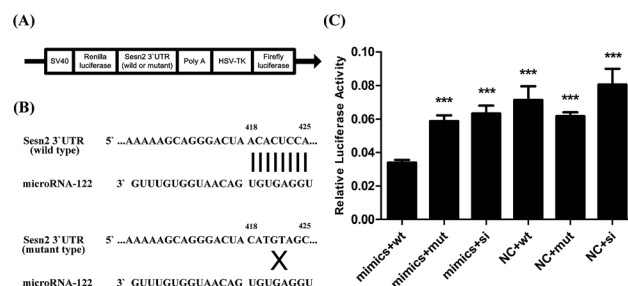 (A)
SV40
Renilla
luciferase
Sesn2 3`UTR
(wild or mutant)
Poly A
HSV-TK
Firefly
luciferase
(B)
418 425
Sesn2 3`UTR 5` ...AAAAAGCAGGGACUA ACACUCCA...
(wild type)
microRNA-122 3` GUUUGUGGUAACAG UGUGAGGU
418 425
Sesn2 3`UTR 5` ...AAAAAGCAGGGACUA CATGTAGC...
(mutant type)
X
microRNA-122 3` GUUUGUGGUAACAG UGUGAGGU
(C)
Relative Luciferase Activity
0.10
0.08
0.06
0.04
0.02
0.00
***
***
***
***
***
mimics+wt
mimics+mut
mimics+si
NC+wt
NC+mut
NC+si